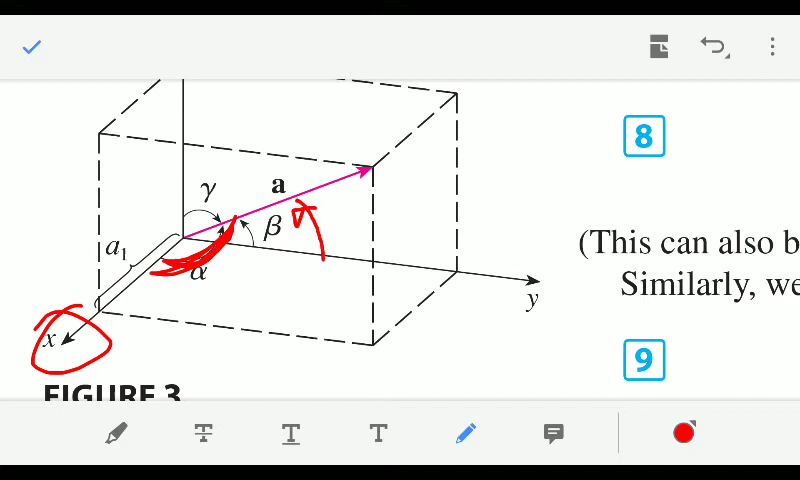 8
γ
a
β
(This can also b
a1
α
Similarly, we
y
x
9
FIGURE 3
T
T
T